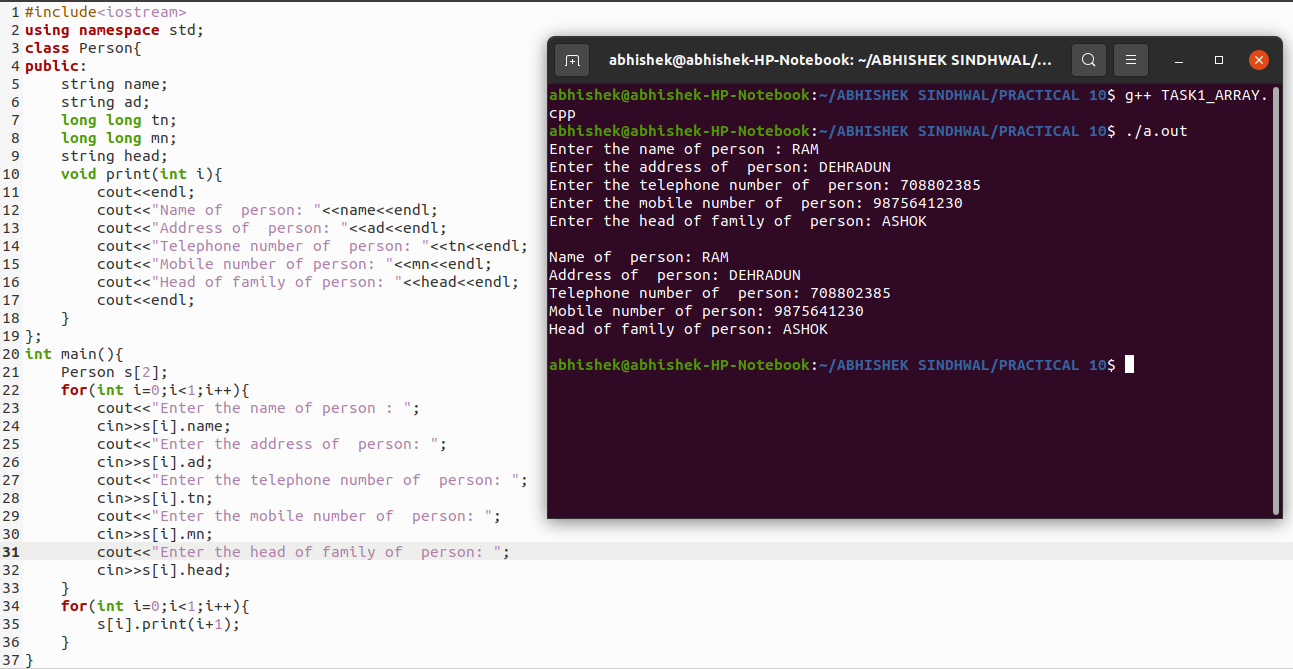 1 #include<iostream>
2 using namespace std;
3 class Person{
4 public:
5     string name;
6     string ad;
7     long long tn;
8     long long mn;
9     string head;
10     void print(int i){
11         cout<<endl;
12         cout<<"Name of  person: "<<name<<endl;
13         cout<<"Address of  person: "<<ad<<endl;
14         cout<<"Telephone number of  person: "<<tn<<endl;
15         cout<<"Mobile number of person: "<<mn<<endl;
16         cout<<"Head of family of person: "<<head<<endl;
17         cout<<endl;
18     }
19 };
20 int main(){
21     Person s[2];
22     for(int i=0;i<1;i++){
23         cout<<"Enter the name of person : ";
24         cin>>s[i].name;
25         cout<<"Enter the address of  person: ";
26         cin>>s[i].ad;
27         cout<<"Enter the telephone number of  person: ";
28         cin>>s[i].tn;
29         cout<<"Enter the mobile number of  person: ";
30         cin>>s[i].mn;
31         cout<<"Enter the head of family of  person: ";
32         cin>>s[i].head;
33     }
34     for(int i=0;i<1;i++){
35         s[i].print(i+1);
36     }
37 }
abhishek@abhishek-HP-Notebook: ~/ABHISHEK SINDHWAL/...
abhishek@abhishek-HP-Notebook:~/ABHISHEK SINDHWAL/PRACTICAL 10$ g++ TASK1_ARRAY.
cpp
abhishek@abhishek-HP-Notebook:~/ABHISHEK SINDHWAL/PRACTICAL 10$ ./a.out
Enter the name of person : RAM
Enter the address of  person: DEHRADUN
Enter the telephone number of  person: 708802385
Enter the mobile number of  person: 9875641230
Enter the head of family of  person: ASHOK

Name of  person: RAM
Address of  person: DEHRADUN
Telephone number of  person: 708802385
Mobile number of person: 9875641230
Head of family of person: ASHOK

abhishek@abhishek-HP-Notebook:~/ABHISHEK SINDHWAL/PRACTICAL 10$